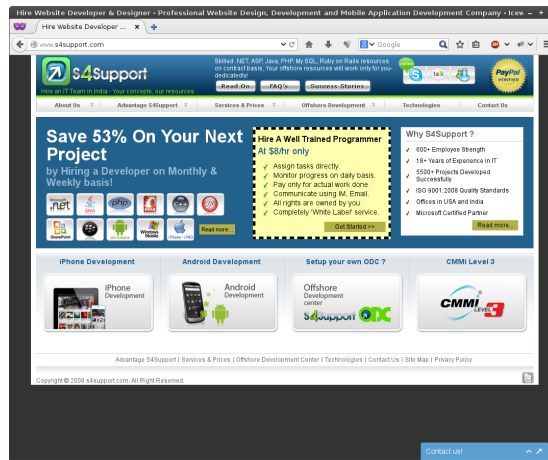 Hire Website Developer & Designer - Professional Website Design, Development and Mobile Application Development Company - Icew
Hire Website Developer ...
www.s4support.com
Google
S4Support
Hire an IT Team in India - Your concepts, our resources
Skilled .NET, ASP, Java, PHP, My SQL, Ruby on Rails resources
on contract basis, Your offshore resources will work only for you-
dedicatedly!
Read On
FAQ's
Success Stories
talk
PayPal
VERIFIED
About Us
Advantage S4Support
Services & Prices
Offshore Development
Technologies
Contact Us
Save 53% On Your Next
Project
by Hiring a Developer on Monthly &
Weekly basis!
.net
Java
php
C++
SharePoint
Windows
Mobile
iPhone / iPAD
Read more...
Hire A Well Trained Programmer
At $8/hr only
Assign tasks directly.
Monitor progress on daily basis.
Pay only for actual work done.
Communicate using IM, Email.
All rights are owned by you.
Completely 'White Label' service.
Get Started >>
Why S4Support ?
600+ Employee Strength
18+ Years of Experience in IT
5500+ Projects Developed
Successfully
ISO 9001:2008 Quality Standards
Offices in USA and India
Microsoft Certified Partner
Read more...
iPhone Development
Android Development
Setup your own ODC ?
CMMi Level 3
iPhone
Development
Android
Development
Offshore
Development
center
S4Support ODC
CMMi
LEVEL 3
Advantage S4Support | Services & Prices | Offshore Development Center | Technologies | Contact Us | Site Map | Privacy Policy
Copyright © 2008 s4support.com. All Right Reserved.
Contact us!